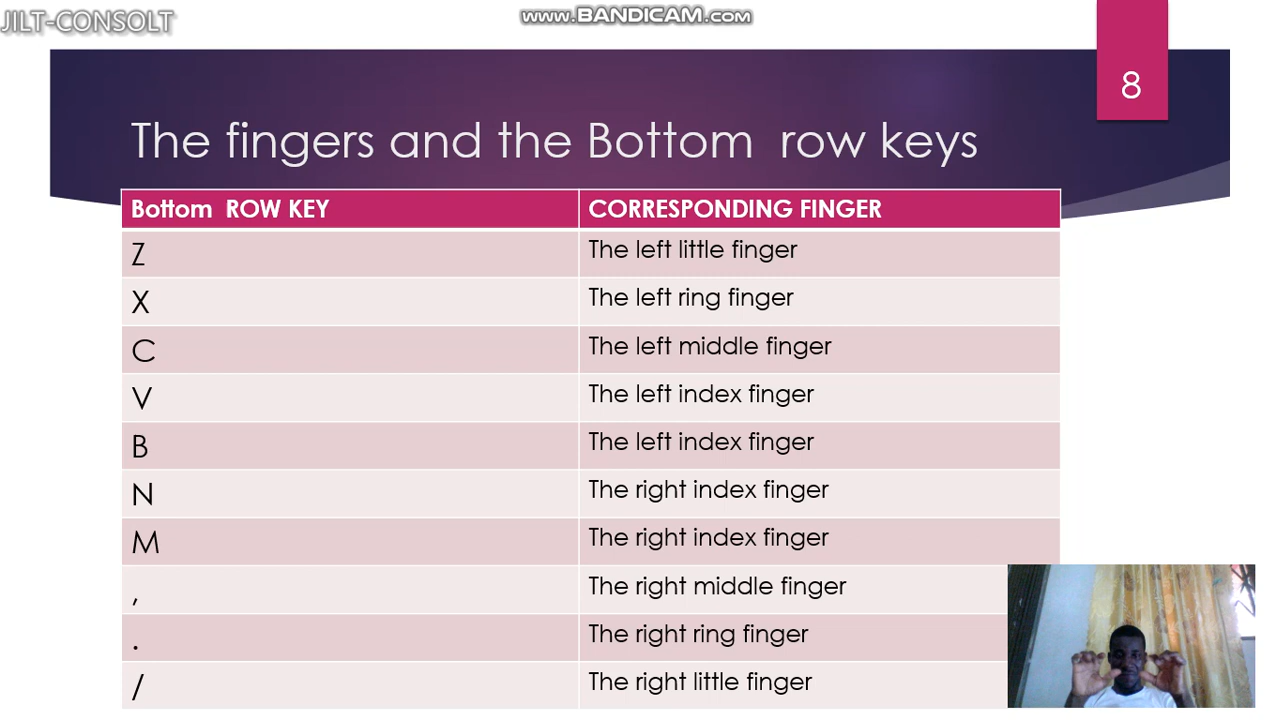 JILT-CONSOLT
www.BANDICAM.com
8
The fingers and the Bottom row keys
Bottom ROW KEY CORRESPONDING FINGER
Z The left little finger
X The left ring finger
C The left middle finger
V The left index finger
B The left index finger
N The right index finger
M The right index finger
, The right middle finger
. The right ring finger
/ The right little finger